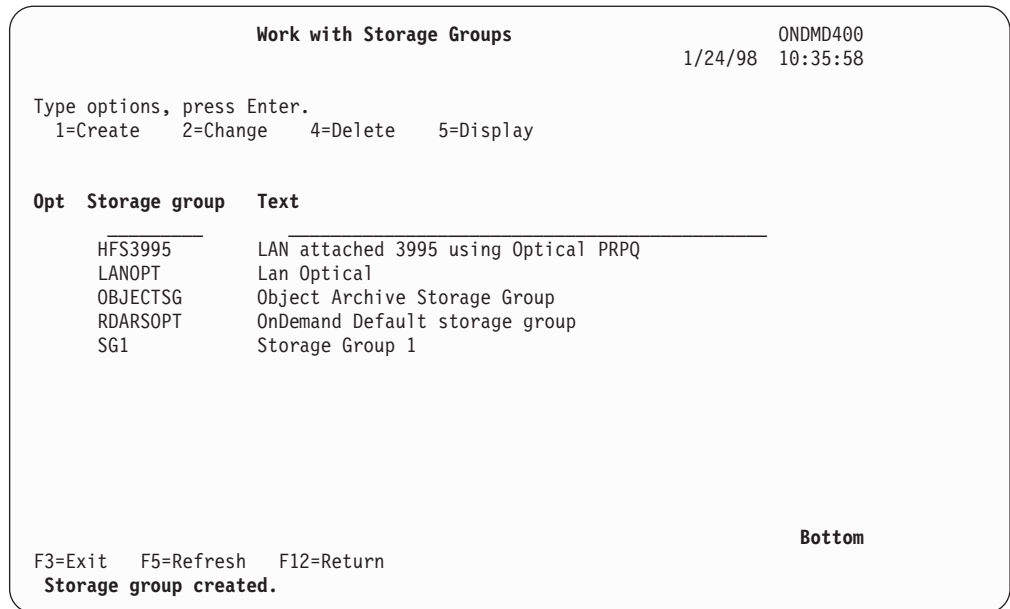 Work with Storage Groups ONDMD400
1/24/98 10:35:58
Type options, press Enter.
1=Create 2=Change 4=Delete 5=Display
Opt Storage group Text
HFS3995 LAN attached 3995 using Optical PRPQ
LANOPT Lan Optical
OBJECTSG Object Archive Storage Group
RDARSOPT OnDemand Default storage group
SG1 Storage Group 1
Bottom
F3=Exit F5=Refresh F12=Return
Storage group created.